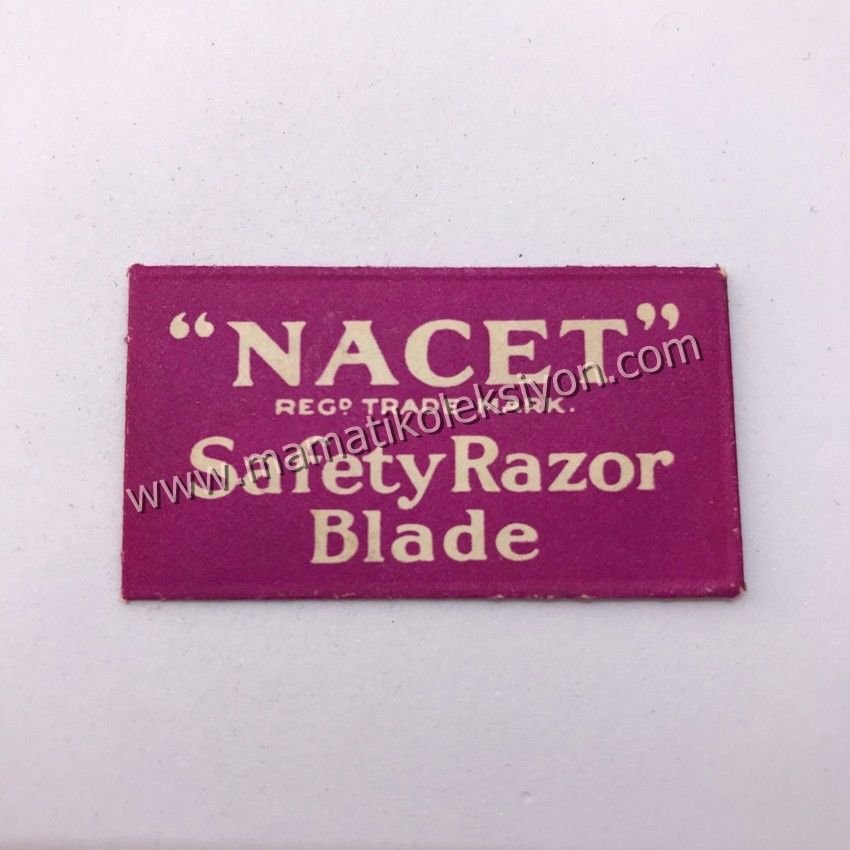 “NACET”
REGD TRADE MARK.
Safety Razor
Blade
www.mamatikoleksiyon.com